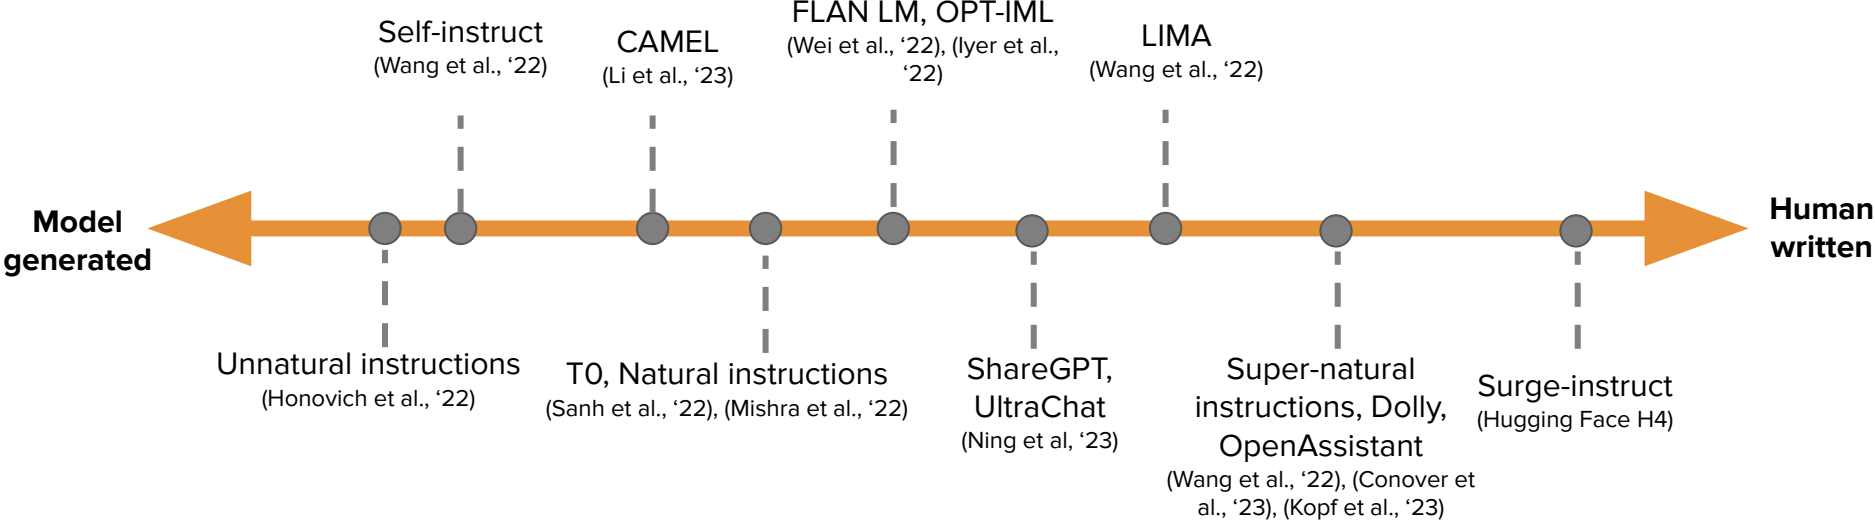 FLAN LM, OPT-IML
(Wei et al., ‘22), (Iyer et al.,
‘22)
Self-instruct
(Wang et al., ‘22)
CAMEL
(Li et al., ‘23)
LIMA
(Wang et al., ‘22)
Model
generated
Human
written
Unnatural instructions
(Honovich et al., ‘22)
T0, Natural instructions
(Sanh et al., ‘22), (Mishra et al., ‘22)
ShareGPT,
UltraChat
(Ning et al, ‘23)
Super-natural
instructions, Dolly,
OpenAssistant
(Wang et al., ‘22), (Conover et
al., ‘23), (Kopf et al., ‘23)
Surge-instruct
(Hugging Face H4)